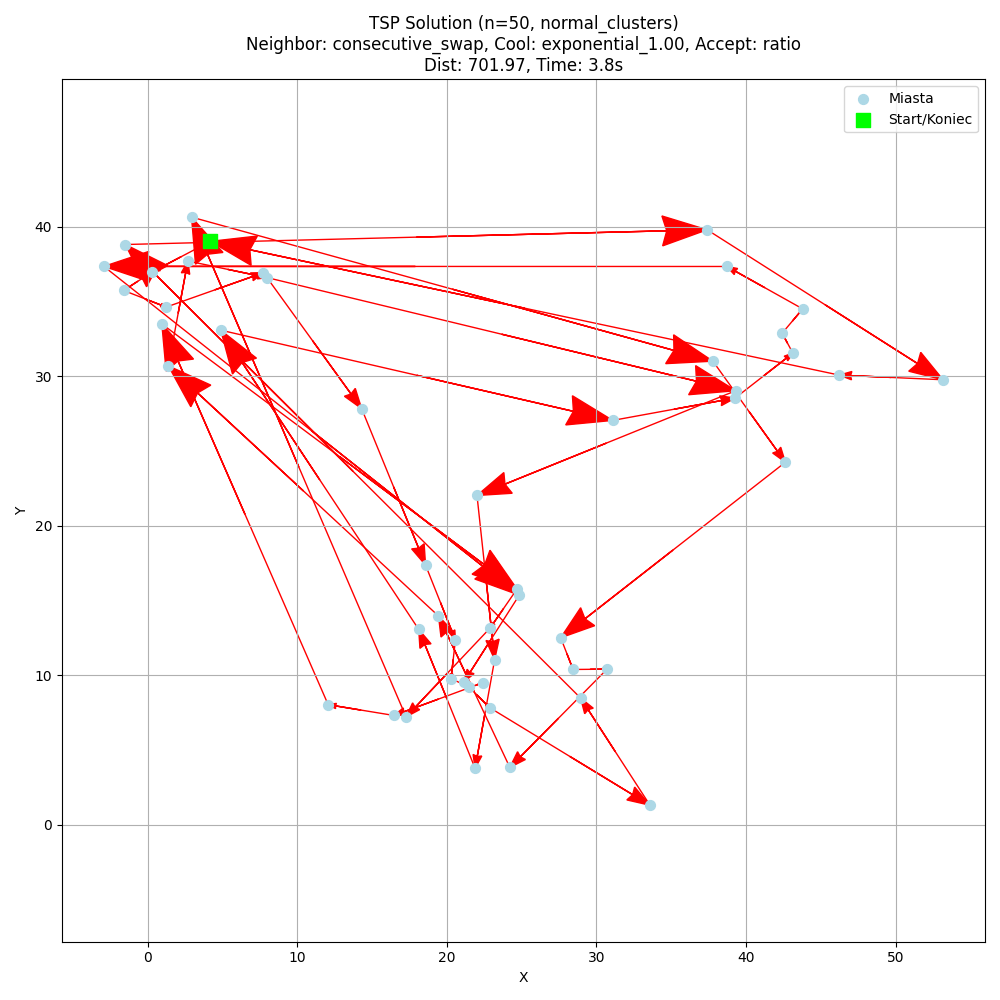 TSP Solution (n=50, normal_clusters)
Neighbor: consecutive_swap, Cool: exponential_1.00, Accept: ratio
Dist: 701.97, Time: 3.8s
Miasta
Start/Koniec
40
30
20
10
0
Y
0 10 20 30 40 50
X